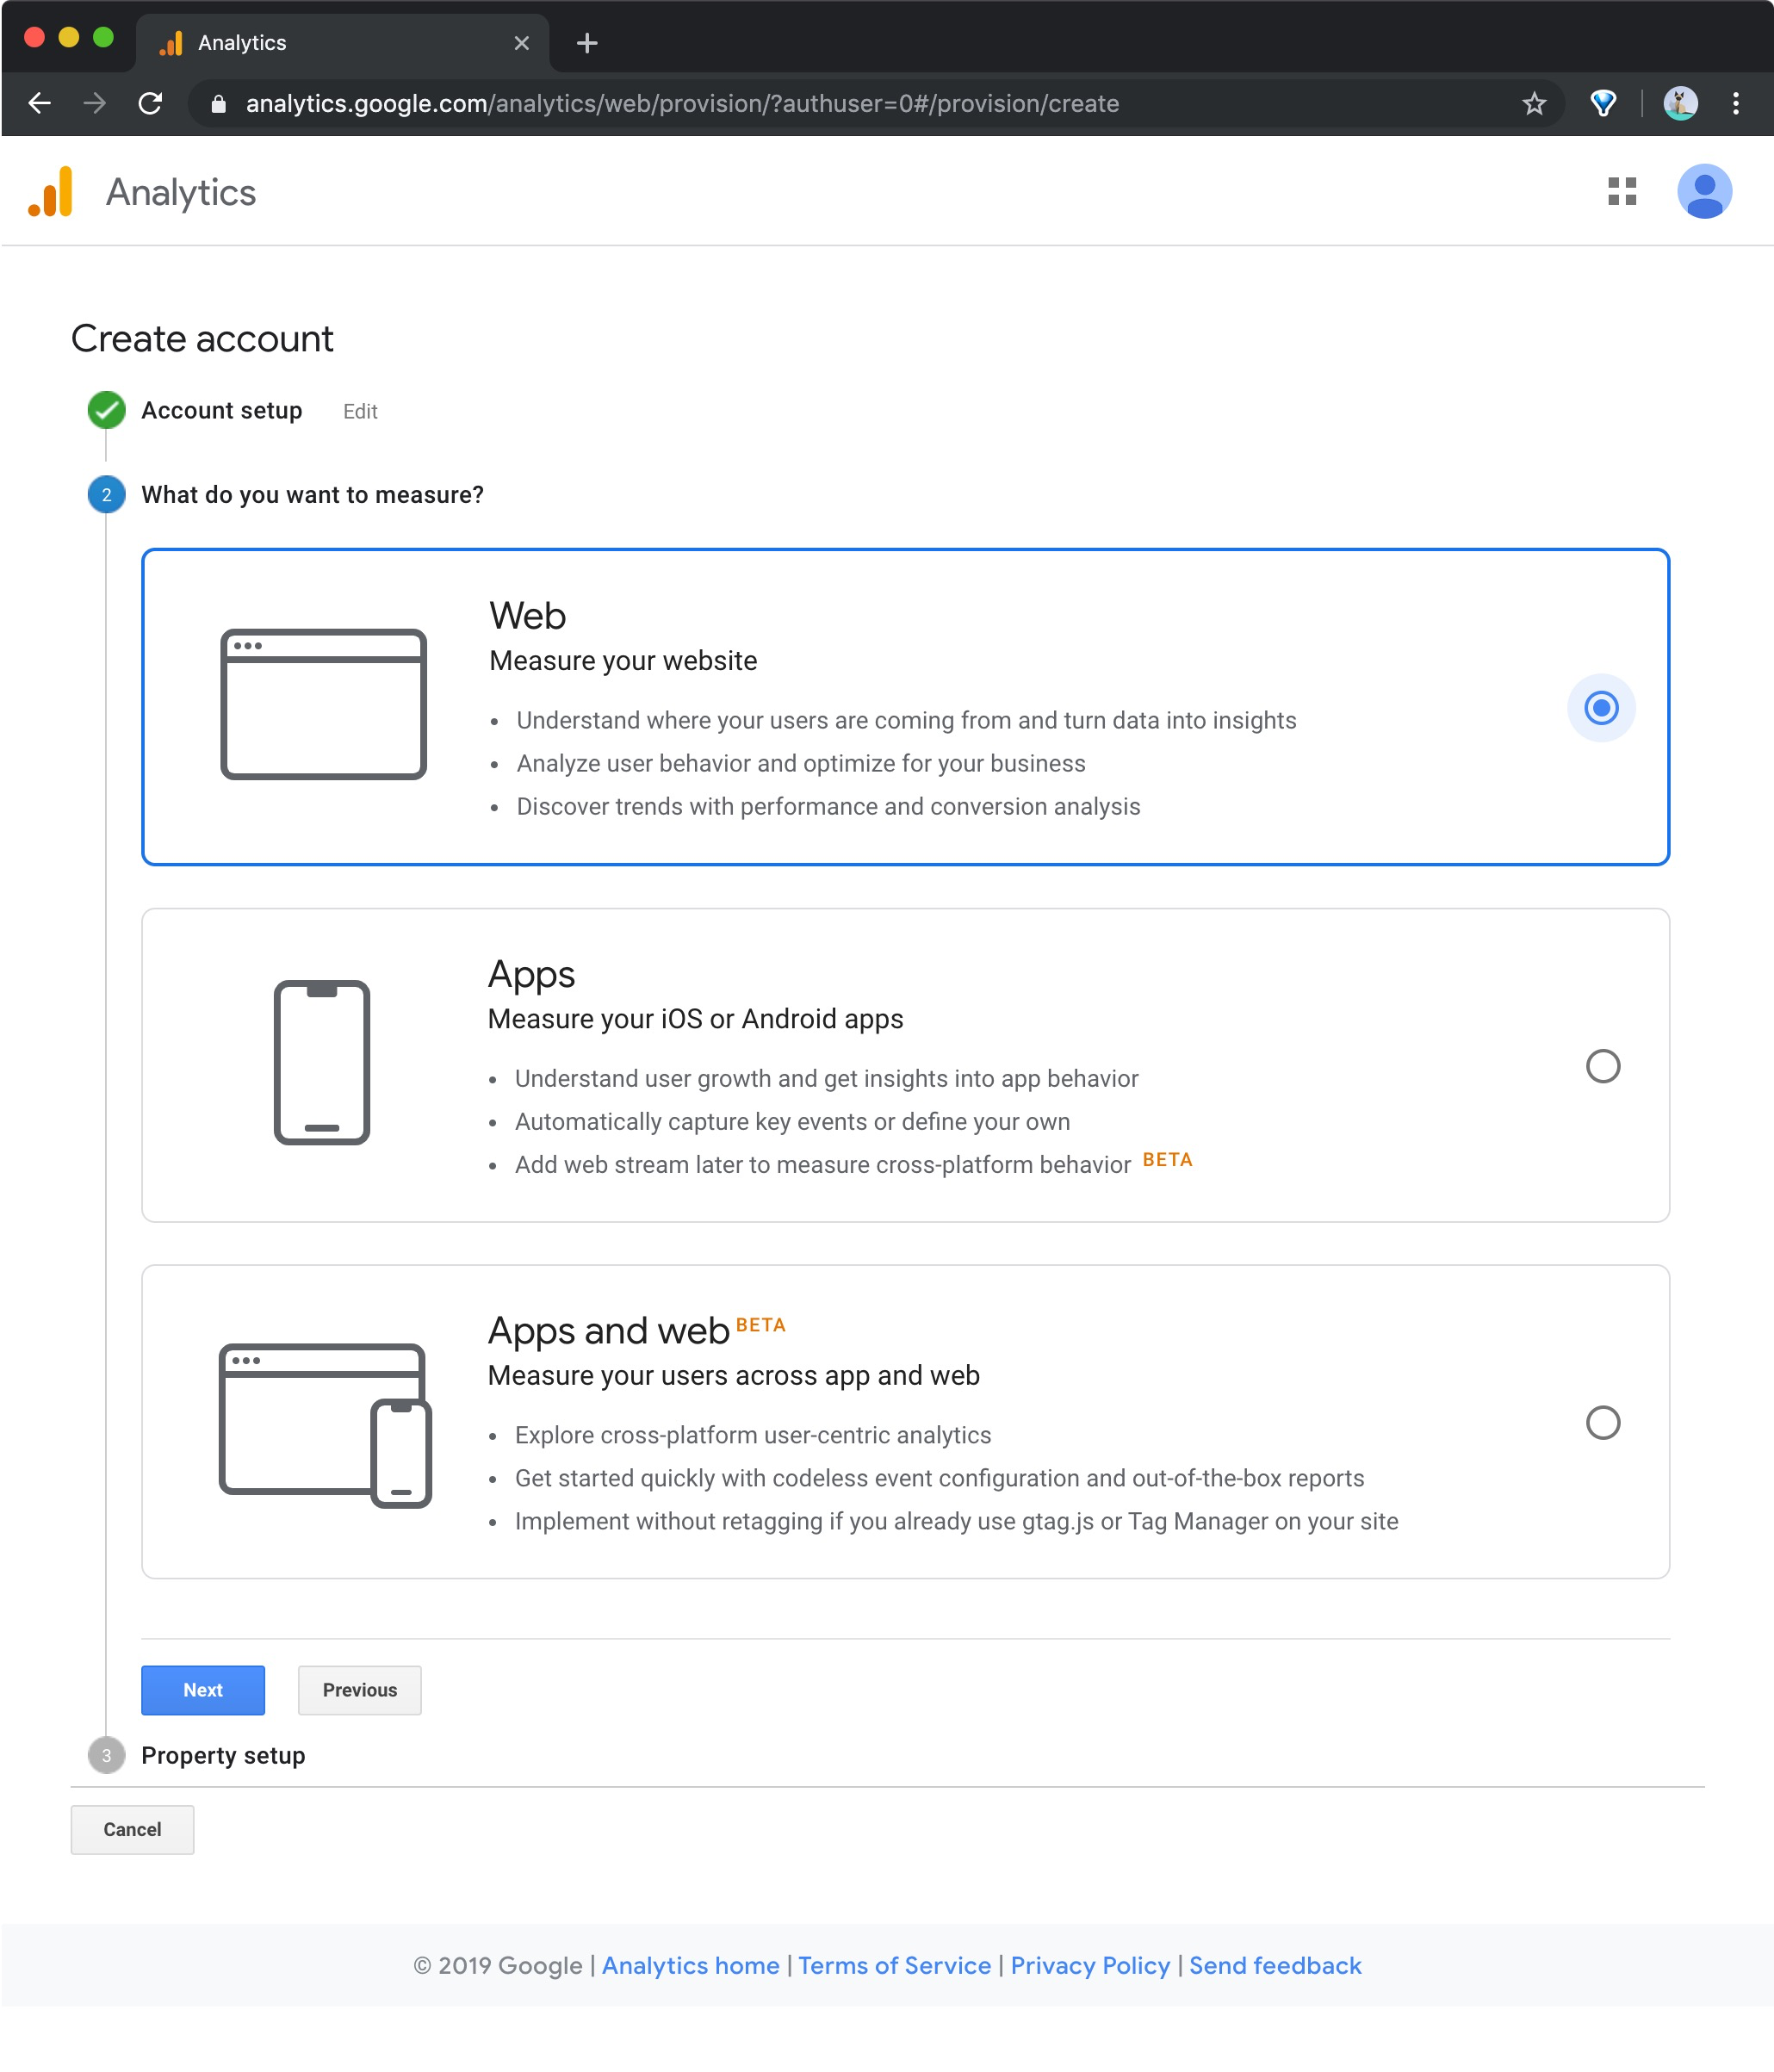 Analytics
analytics.google.com/analytics/web/provision/?authuser=0#/provision/create
Analytics
Create account
Account setup Edit
2 What do you want to measure?
Web
Measure your website
• Understand where your users are coming from and turn data into insights
• Analyze user behavior and optimize for your business
• Discover trends with performance and conversion analysis
Apps
Measure your iOS or Android apps
• Understand user growth and get insights into app behavior
• Automatically capture key events or define your own
• Add web stream later to measure cross-platform behavior BETA
Apps and web BETA
Measure your users across app and web
• Explore cross-platform user-centric analytics
• Get started quickly with codeless event configuration and out-of-the-box reports
• Implement without retagging if you already use gtag.js or Tag Manager on your site
Next Previous
3 Property setup
Cancel
© 2019 Google | Analytics home | Terms of Service | Privacy Policy | Send feedback